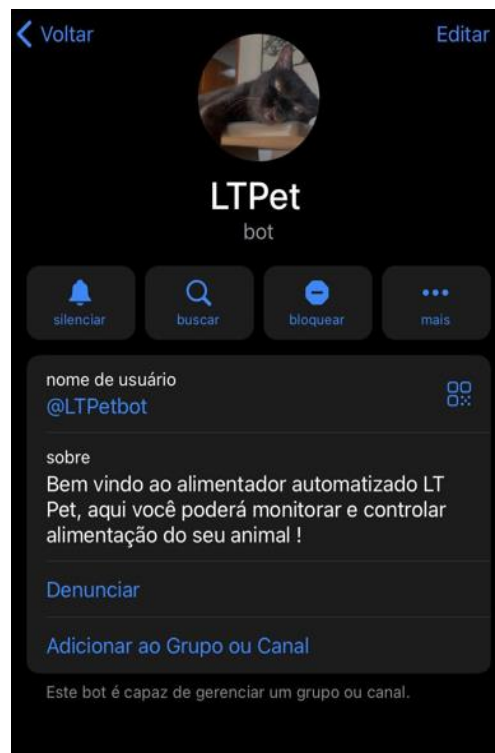 Voltar
Editar
LTPet
bot
silenciar
buscar
bloquear
mais
nome de usuário
@LTPetbot
sobre
Bem vindo ao alimentador automatizado LT
Pet, aqui você poderá monitorar e controlar
alimentação do seu animal !
Denunciar
Adicionar ao Grupo ou Canal
Este bot é capaz de gerenciar um grupo ou canal.